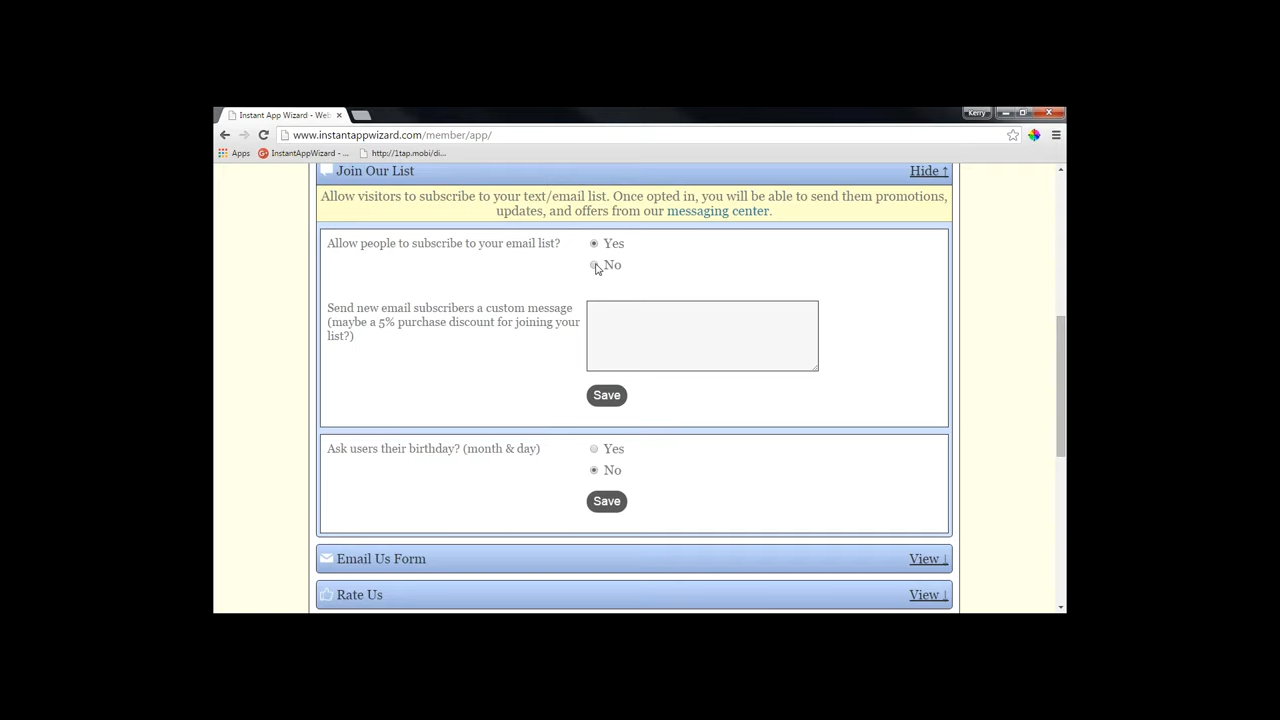 Instant App Wizard - Web
Kerry
www.instantappwizard.com/member/app/
Apps InstantAppWizard - ... http://1tap.mobi/di...
Join Our List Hide ↑
Allow visitors to subscribe to your text/email list. Once opted in, you will be able to send them promotions,
updates, and offers from our messaging center.
Allow people to subscribe to your email list? Yes
No
Send new email subscribers a custom message
(maybe a 5% purchase discount for joining your
list?)
Save
Ask users their birthday? (month & day) Yes
No
Save
Email Us Form View ↓
Rate Us View ↓